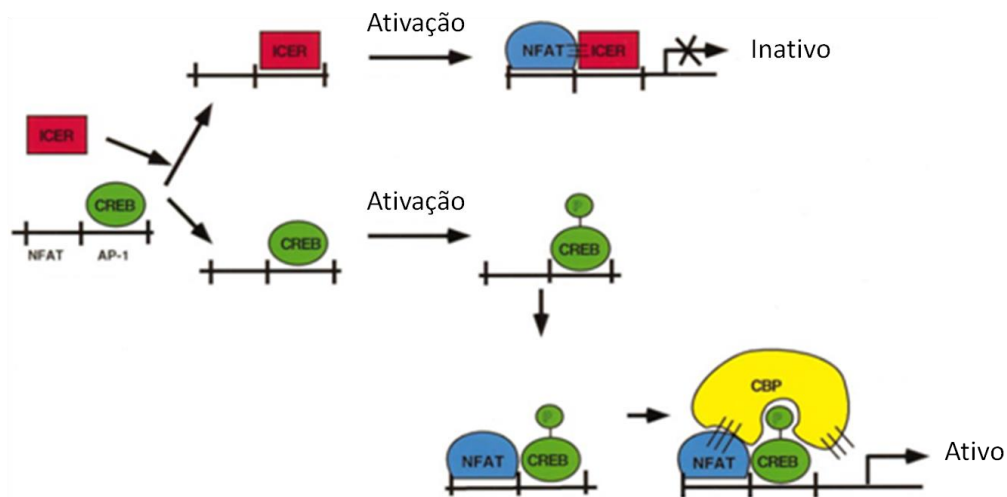 ICER
Ativação
NFAT
ICER
Inativo
ICER
CREB
NFAT
AP-1
CREB
Ativação
P
CREB
P
NFAT
CREB
CBP
P
NFAT
CREB
Ativo